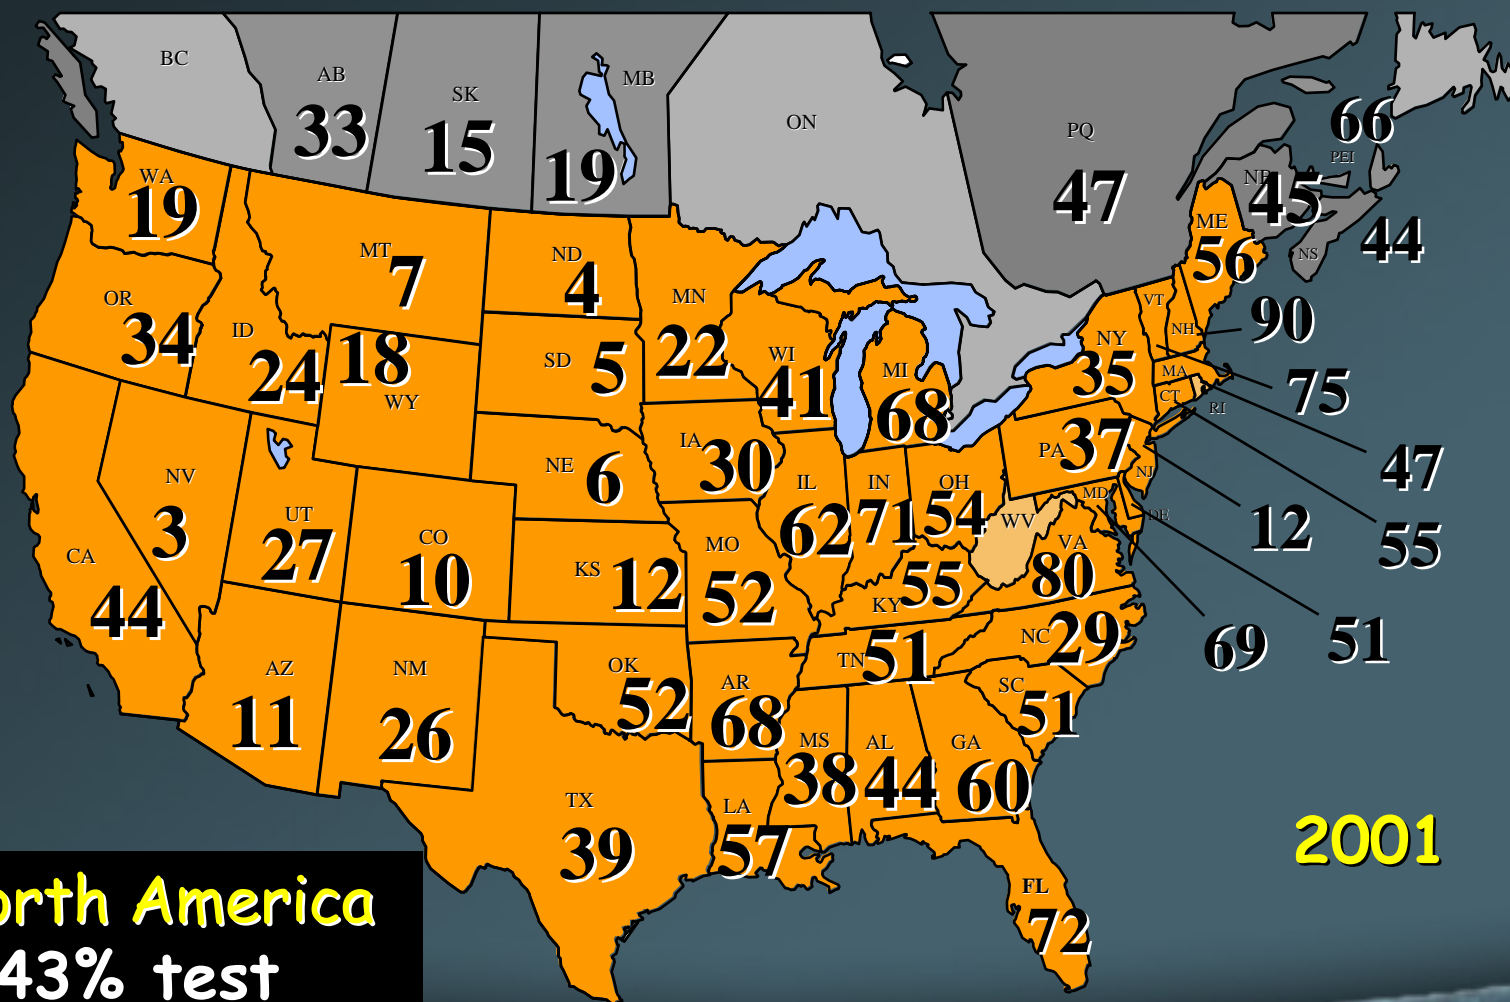 BC
AB
33
SK
15
MB
19
ON
PQ
47
66
PEI
NB
45
NS
44
WA
19
MT
7
ND
4
MN
22
ME
56
OR
34
ID
24
18
WY
SD
5
WI
41
MI
68
NY
35
VT
NH
90
MA
75
CT
RI
47
55
NV
3
UT
27
CO
10
NE
6
IA
30
IL
62
IN
71
OH
54
PA
37
NJ
12
MD
DE
51
69
WV
VA
80
CA
44
KS
12
MO
52
KY
55
NC
29
TN
51
SC
51
AZ
11
NM
26
OK
52
AR
68
MS
38
AL
44
GA
60
TX
39
LA
57
FL
72
2001
orth America
43% test